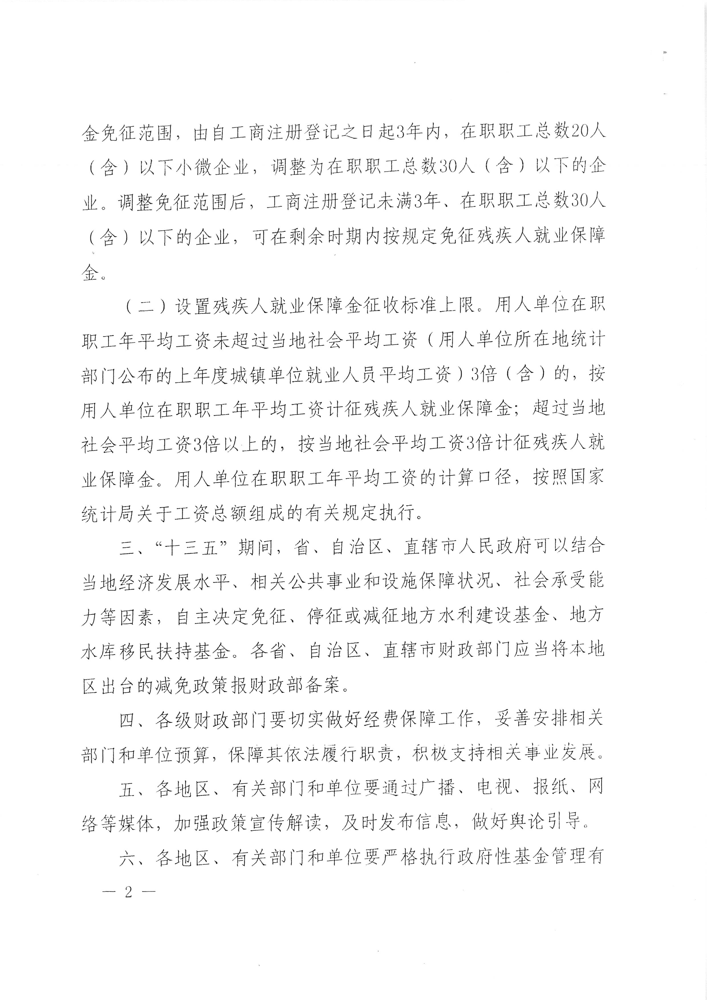 金免征范围，由自工商注册登记之日起3年内，在职职工总数20人
（含）以下小微企业，调整为在职职工总数30人（含）以下的企
业。调整免征范围后，工商注册登记未满3年、在职职工总数30人
（含）以下的企业，可在剩余时期内按规定免征残疾人就业保障
金。
（二）设置残疾人就业保障金征收标准上限。用人单位在职
职工年平均工资未超过当地社会平均工资（用人单位所在地统计
部门公布的上年度城镇单位就业人员平均工资）3倍（含）的，按
用人单位在职职工年平均工资计征残疾人就业保障金；超过当地
社会平均工资3倍以上的，按当地社会平均工资3倍计征残疾人就
业保障金。用人单位在职职工年平均工资的计算口径，按照国家
统计局关于工资总额组成的有关规定执行。
三、“十三五”期间，省、自治区、直辖市人民政府可以结合
当地经济发展水平、相关公共事业和设施保障状况、社会承受能
力等因素，自主决定免征、停征或减征地方水利建设基金、地方
水库移民扶持基金。各省、自治区、直辖市财政部门应当将本地
区出台的减免政策报财政部备案。
四、各级财政部门要切实做好经费保障工作，妥善安排相关
部门和单位预算，保障其依法履行职责，积极支持相关事业发展。
五、各地区、有关部门和单位要通过广播、电视、报纸、网
络等媒体，加强政策宣传解读，及时发布信息，做好舆论引导。
六、各地区、有关部门和单位要严格执行政府性基金管理有
— 2 —